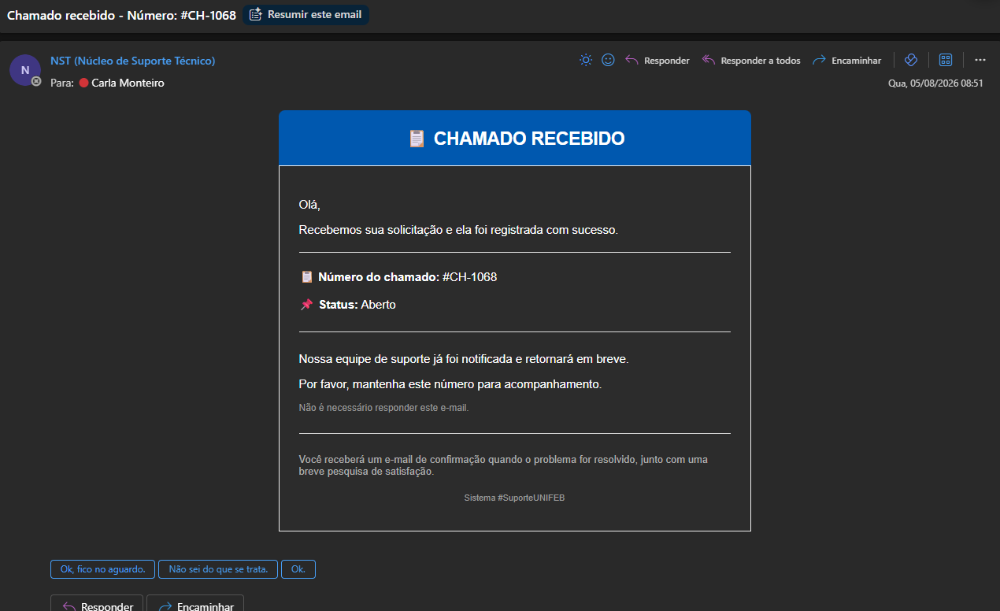 Chamado recebido - Número: #CH-1068 Resumir este email
N
NST (Núcleo de Suporte Técnico)
Responder Responder a todos Encaminhar
Para: Carla Monteiro
Qua, 05/08/2026 08:51
CHAMADO RECEBIDO
Olá,
Recebemos sua solicitação e ela foi registrada com sucesso.
Número do chamado: #CH-1068
Status: Aberto
Nossa equipe de suporte já foi notificada e retornará em breve.
Por favor, mantenha este número para acompanhamento.
Não é necessário responder este e-mail.
Você receberá um e-mail de confirmação quando o problema for resolvido, junto com uma
breve pesquisa de satisfação.
Sistema #SuporteUNIFEB
Ok, fico no aguardo. Não sei do que se trata. Ok.
Responder Encaminhar